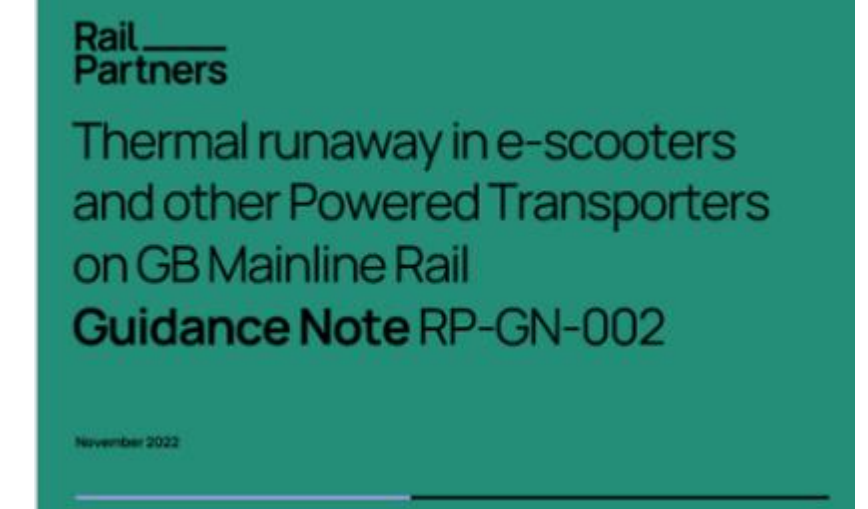 Rail
Partners
Thermal runaway in e-scooters
and other Powered Transporters
on GB Mainline Rail
Guidance Note RP-GN-002
November 2022